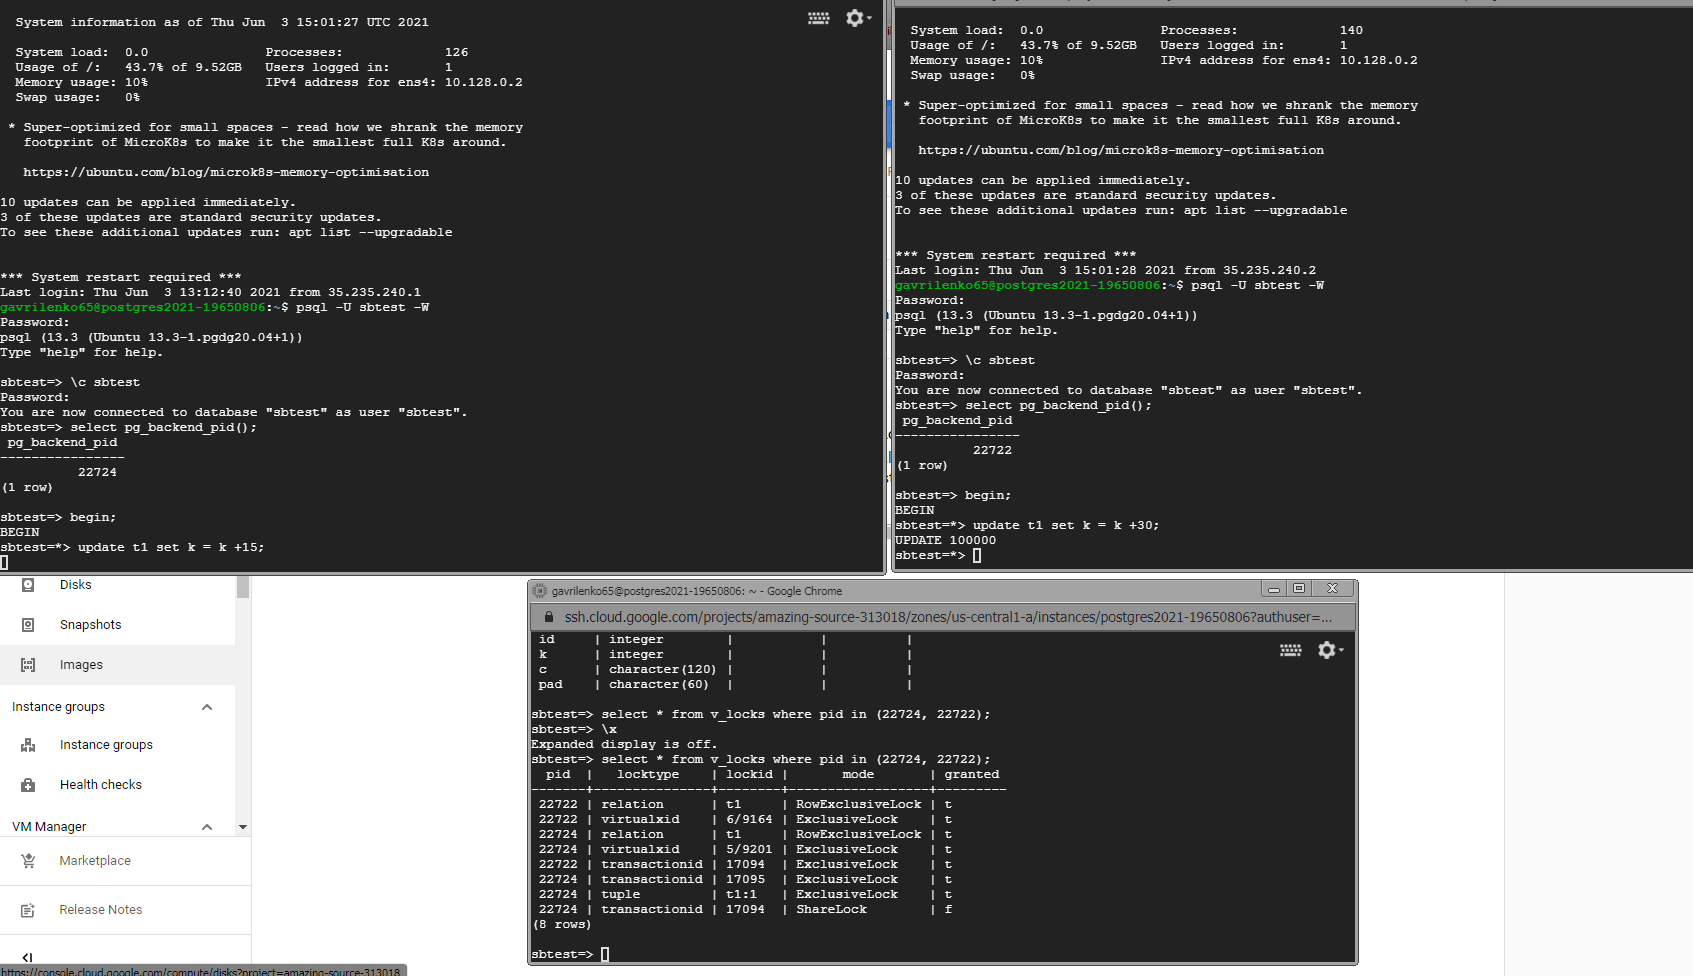 System information as of Thu Jun  3 15:01:27 UTC 2021
System load:  0.0               Processes:             126
Usage of /:   43.7% of 9.52GB   Users logged in:       1
Memory usage: 10%               IPv4 address for ens4: 10.128.0.2
Swap usage:   0%
* Super-optimized for small spaces - read how we shrank the memory
footprint of MicroK8s to make it the smallest full K8s around.
https://ubuntu.com/blog/microk8s-memory-optimisation
10 updates can be applied immediately.
3 of these updates are standard security updates.
To see these additional updates run: apt list --upgradable
*** System restart required ***
Last login: Thu Jun  3 13:12:40 2021 from 35.235.240.1
gavrilenko65@postgres2021-19650806:~$ psql -U sbtest -W
Password:
psql (13.3 (Ubuntu 13.3-1.pgdg20.04+1))
Type "help" for help.
sbtest=> \c sbtest
Password:
You are now connected to database "sbtest" as user "sbtest".
sbtest=> select pg_backend_pid();
pg_backend_pid
----------------
22724
(1 row)
sbtest=> begin;
BEGIN
sbtest=*> update t1 set k = k +15;
System load:  0.0               Processes:             140
Usage of /:   43.7% of 9.52GB   Users logged in:       1
Memory usage: 10%               IPv4 address for ens4: 10.128.0.2
Swap usage:   0%
* Super-optimized for small spaces - read how we shrank the memory
footprint of MicroK8s to make it the smallest full K8s around.
https://ubuntu.com/blog/microk8s-memory-optimisation
10 updates can be applied immediately.
3 of these updates are standard security updates.
To see these additional updates run: apt list --upgradable
*** System restart required ***
Last login: Thu Jun  3 15:01:28 2021 from 35.235.240.2
gavrilenko65@postgres2021-19650806:~$ psql -U sbtest -W
Password:
psql (13.3 (Ubuntu 13.3-1.pgdg20.04+1))
Type "help" for help.
sbtest=> \c sbtest
Password:
You are now connected to database "sbtest" as user "sbtest".
sbtest=> select pg_backend_pid();
pg_backend_pid
----------------
22722
(1 row)
sbtest=> begin;
BEGIN
sbtest=*> update t1 set k = k +30;
UPDATE 100000
sbtest=*>
Disks
Snapshots
Images
Instance groups
Instance groups
Health checks
VM Manager
Marketplace
Release Notes
https://console.cloud.google.com/compute/disks?project=amazing-source-313018
gavrilenko65@postgres2021-19650806: ~ - Google Chrome
ssh.cloud.google.com/projects/amazing-source-313018/zones/us-central1-a/instances/postgres2021-19650806?authuser=...
id     | integer        |           |          |
k      | integer        |           |          |
c      | character(120) |           |          |
pad    | character(60)  |           |          |
sbtest=> select * from v_locks where pid in (22724, 22722);
sbtest=> \x
Expanded display is off.
sbtest=> select * from v_locks where pid in (22724, 22722);
pid  |   locktype    | lockid |       mode       | granted
-------+---------------+--------+------------------+---------
22722 | relation      | t1     | RowExclusiveLock | t
22722 | virtualxid    | 6/9164 | ExclusiveLock    | t
22724 | relation      | t1     | RowExclusiveLock | t
22724 | virtualxid    | 5/9201 | ExclusiveLock    | t
22722 | transactionid | 17094  | ExclusiveLock    | t
22724 | transactionid | 17095  | ExclusiveLock    | t
22724 | tuple         | t1:1   | ExclusiveLock    | t
22724 | transactionid | 17094  | ShareLock        | f
(8 rows)
sbtest=>